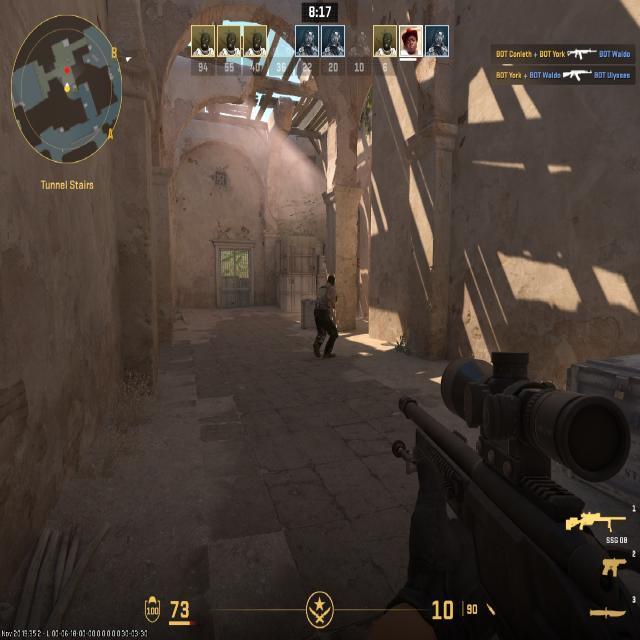 8:17
B
94 55 40 36 22 20 10 6
BOT Conleth + BOT York BOT Waldo
BOT York + BOT Waldo BOT Ulysses
A
Tunnel Stairs
1
SSG 08
2
3
100 73
10 | 90